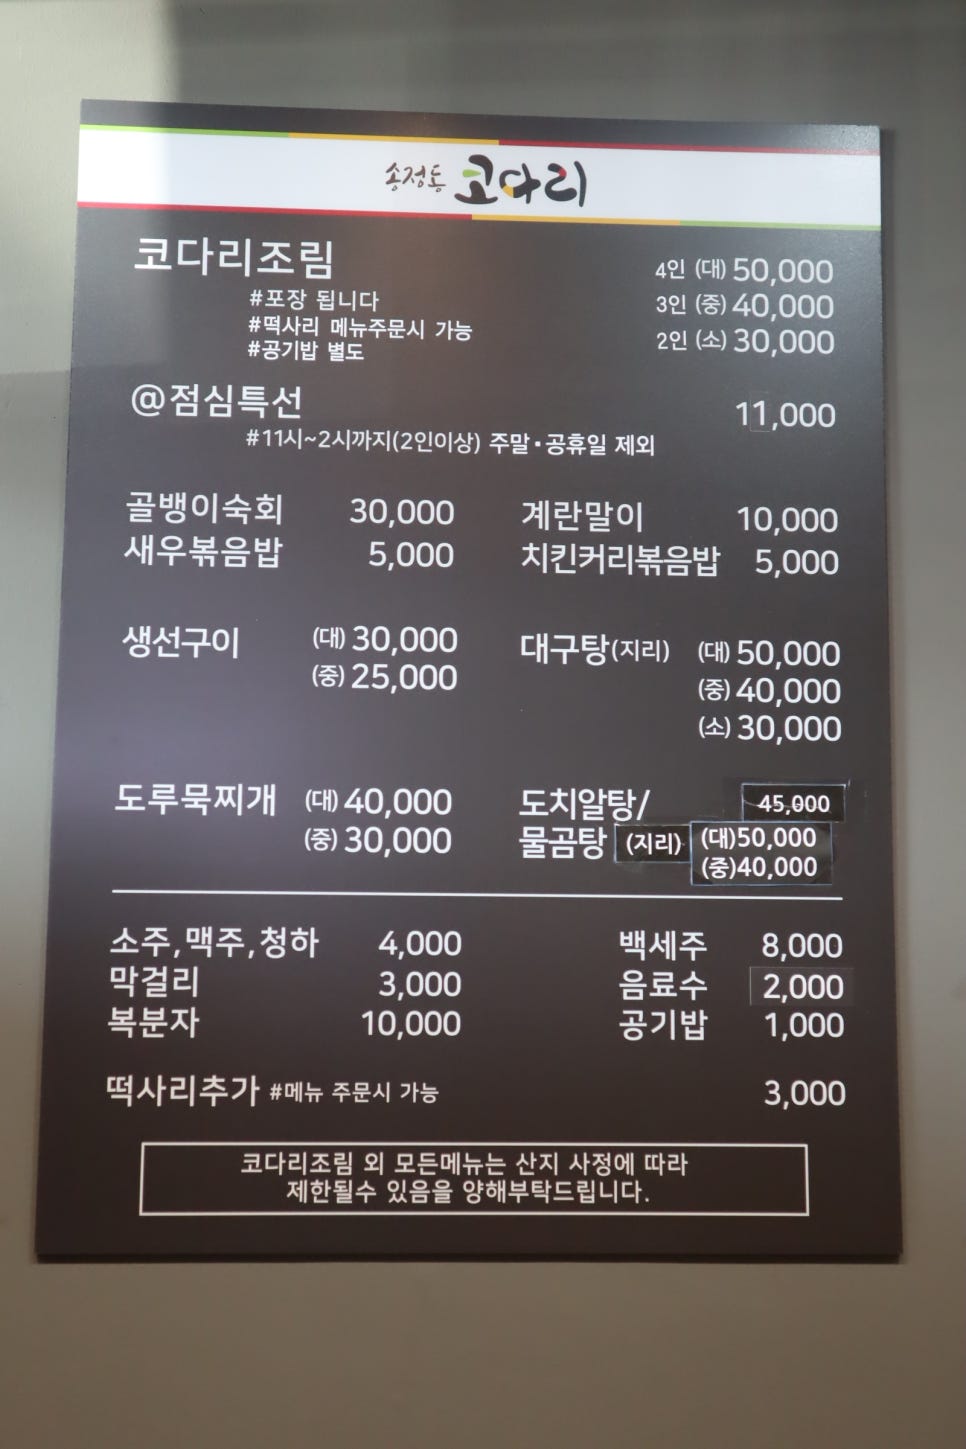 송정동 코다리
코다리조림 4인 (대) 50,000
#포장 됩니다 3인 (중) 40,000
#떡사리 메뉴주문시 가능 2인 (소) 30,000
#공기밥 별도
@점심특선 11,000
#11시~2시까지(2인이상) 주말·공휴일 제외
골뱅이숙회 30,000 계란말이 10,000
새우볶음밥 5,000 치킨커리볶음밥 5,000
생선구이 (대) 30,000 대구탕(지리) (대) 50,000
(중) 25,000 (중) 40,000
(소) 30,000
도루묵찌개 (대) 40,000 도치알탕/ 45,000
(중) 30,000 물곰탕 (지리) (대)50,000
(중)40,000
소주,맥주,청하 4,000 백세주 8,000
막걸리 3,000 음료수 2,000
복분자 10,000 공기밥 1,000
떡사리추가 #메뉴 주문시 가능 3,000
코다리조림 외 모든메뉴는 산지 사정에 따라
제한될수 있음을 양해부탁드립니다.